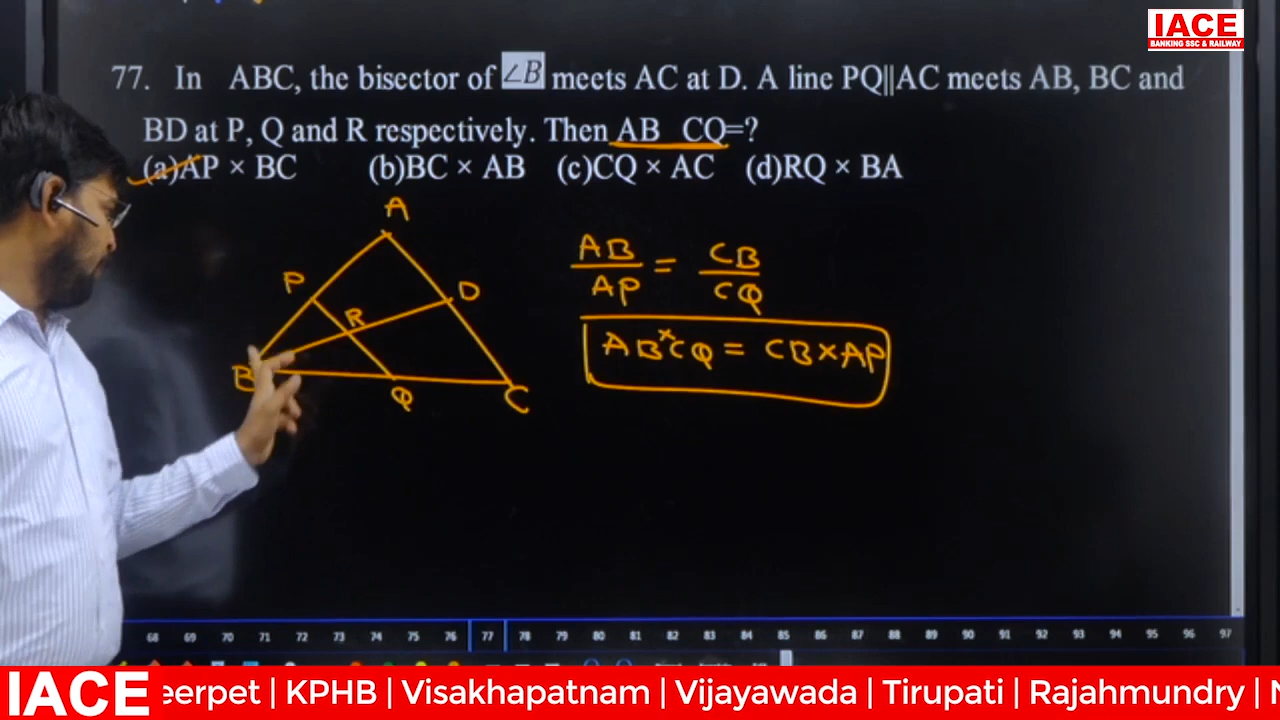 IACE
BANKING SSC & RAILWAY
77. In ABC, the bisector of ∠B meets AC at D. A line PQ||AC meets AB, BC and
BD at P, Q and R respectively. Then AB CQ=?
(a)AP × BC (b)BC × AB (c)CQ × AC (d)RQ × BA
A
P
D
R
B
Q
C
AB/AP = CB/CQ
AB×CQ = CB×AP
68 69 70 71 72 73 74 75 76 77 78 79 80 81 82 83 84 85 86 87 88 89 90 91 92 93 94 95 96 97
IACE eerpet | KPHB | Visakhapatnam | Vijayawada | Tirupati | Rajahmundry | N